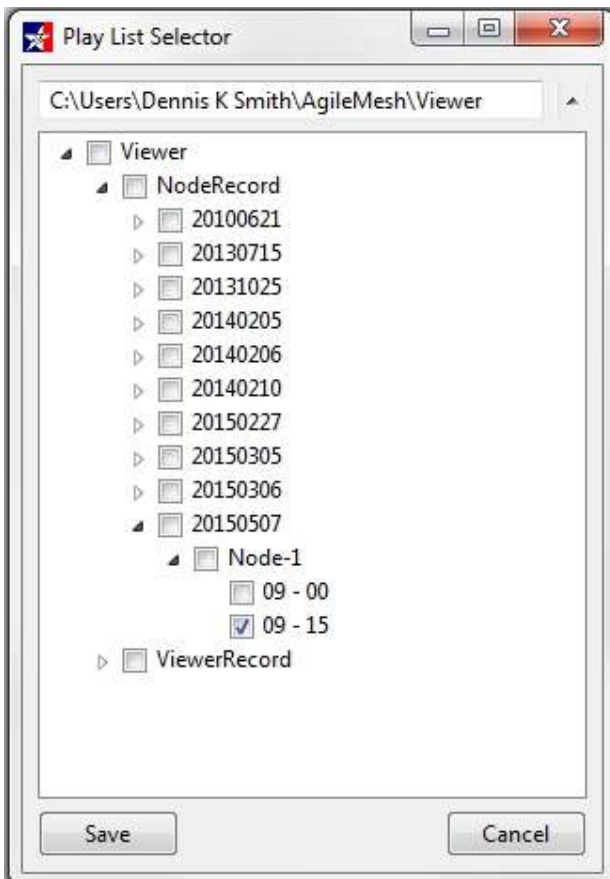 Play List Selector
C:\Users\Dennis K Smith\AgileMesh\Viewer
Viewer
NodeRecord
20100621
20130715
20131025
20140205
20140206
20140210
20150227
20150305
20150306
20150507
Node-1
09 - 00
09 - 15
ViewerRecord
Save Cancel